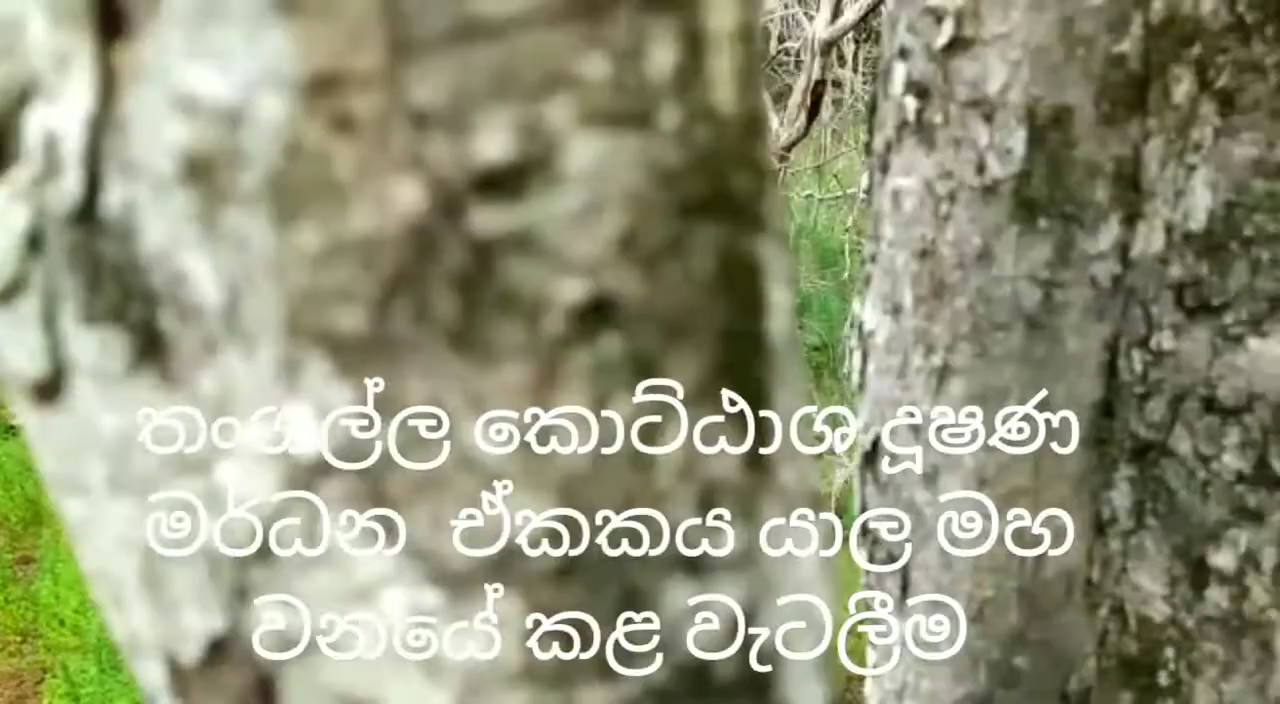 තංගල්ල කොට්ඨාශ දූෂණ
මර්ධන ඒකකය යාල මහ
වනයේ කළ වැටලීම